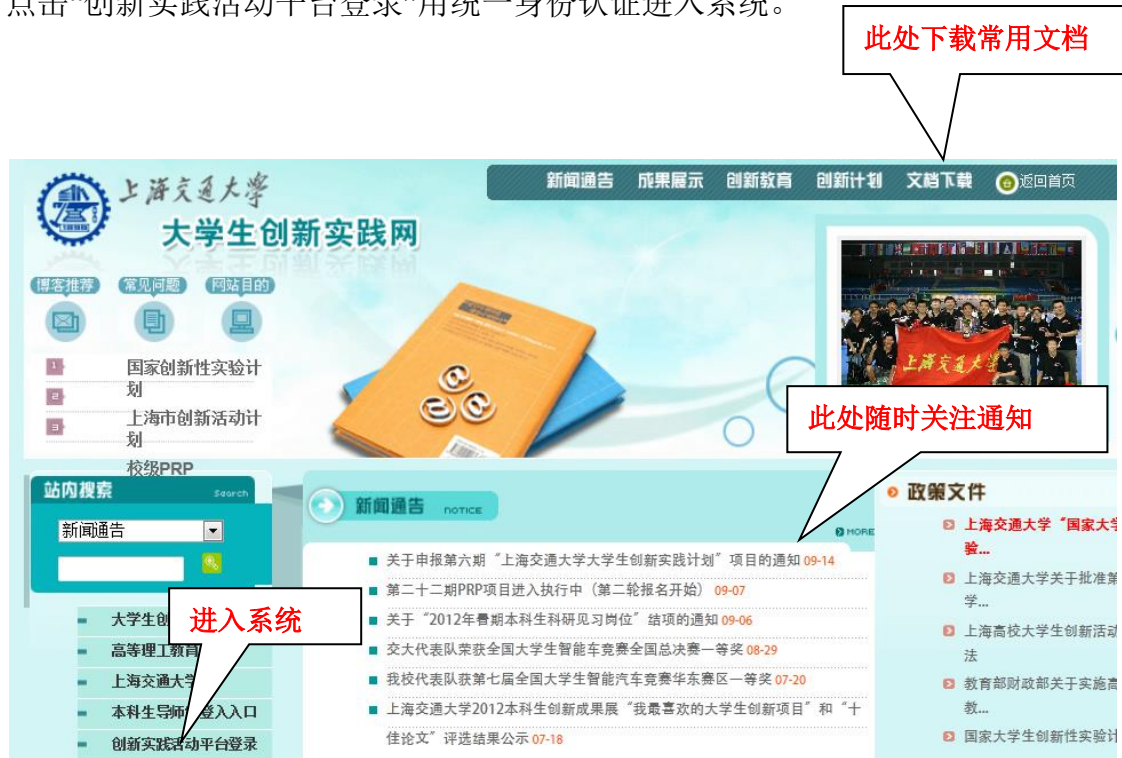 点击"创新实践活动平台登录"用统一身份认证进入系统。
此处下载常用文档
上海交通大学
大学生创新实践网
新闻通告 成果展示 创新教育 创新计划 文档下载 返回首页
博客推荐 常见问题 网站目的
上海交通大学
1 国家创新性实验计
划
2 上海市创新活动计
划
3 校级PRP
此处随时关注通知
站内搜索 Search
新闻通告
新闻通告 NOTICE
MORE
关于申报第六期“上海交通大学大学生创新实践计划”项目的通知 09-14
第二十二期PRP项目进入执行中（第二轮报名开始） 09-07
关于“2012年暑期本科生科研见习岗位”结项的通知 09-06
交大代表队荣获全国大学生智能车竞赛全国总决赛一等奖 08-29
我校代表队获第七届全国大学生智能汽车竞赛华东赛区一等奖 07-20
上海交通大学2012本科生创新成果展“我最喜欢的大学生创新项目”和“十
佳论文”评选结果公示 07-18
政策文件
上海交通大学“国家大学
验...
上海交通大学关于批准第
学...
上海高校大学生创新活动
法
教育部财政部关于实施高
教...
国家大学生创新性实验计
进入系统
大学生创
高等理工教育
上海交通大学
本科生导师 登入入口
创新实践活动平台登录